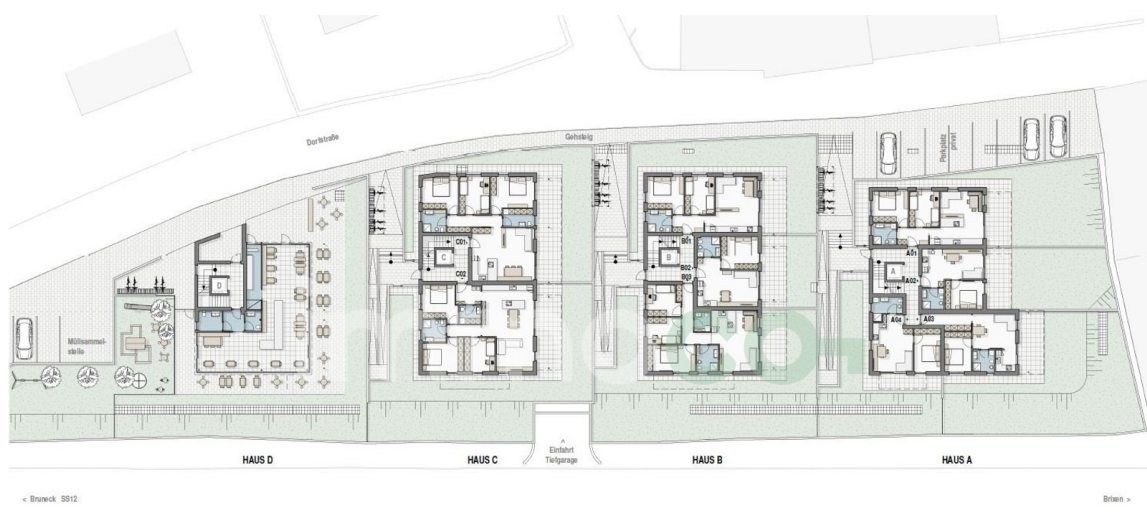 Dorfstraße
Gehsteig
Parkplatz
privat
C01
C
C02
B01
B
B02
B03
A01
A
A02
A03
A04
D
Müllsammel-
stelle
Einfahrt
Tiefgarage
HAUS D
HAUS C
HAUS B
HAUS A
< Bruneck SS12
Brixen >